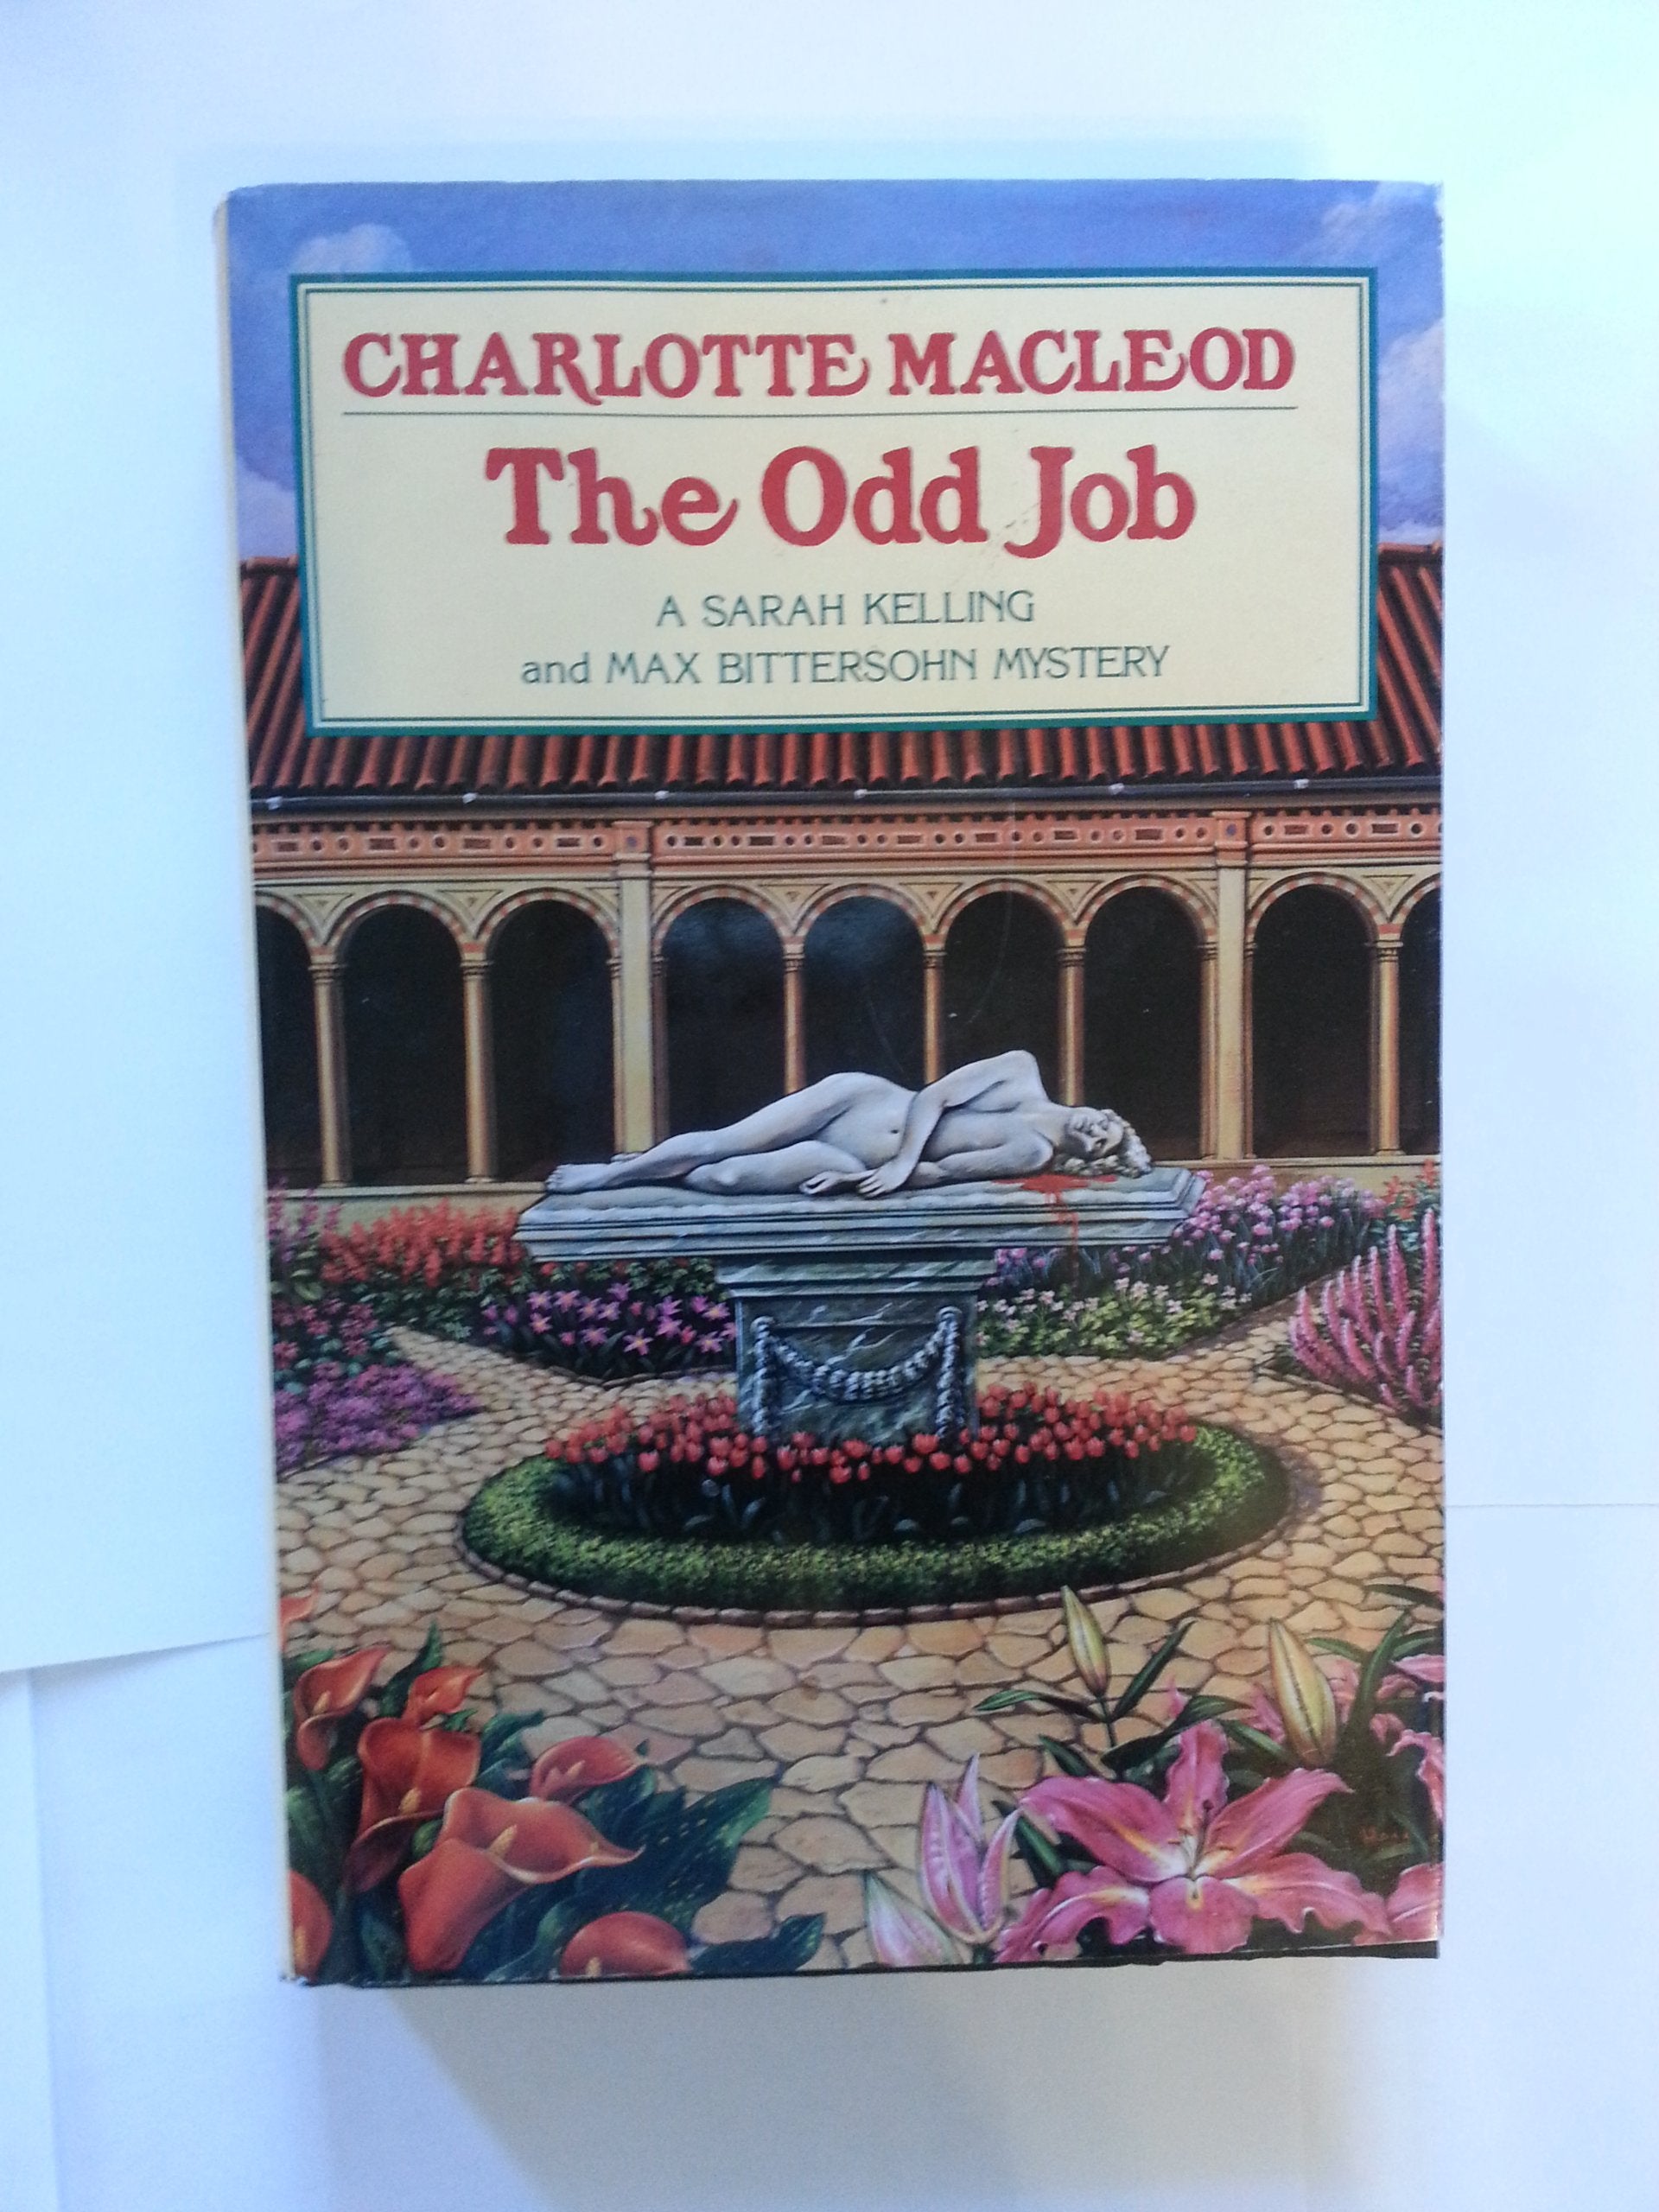 CHARLOTTE MACLEOD
The Odd Job
A SARAH KELLING
and MAX BITTERSOHN MYSTERY